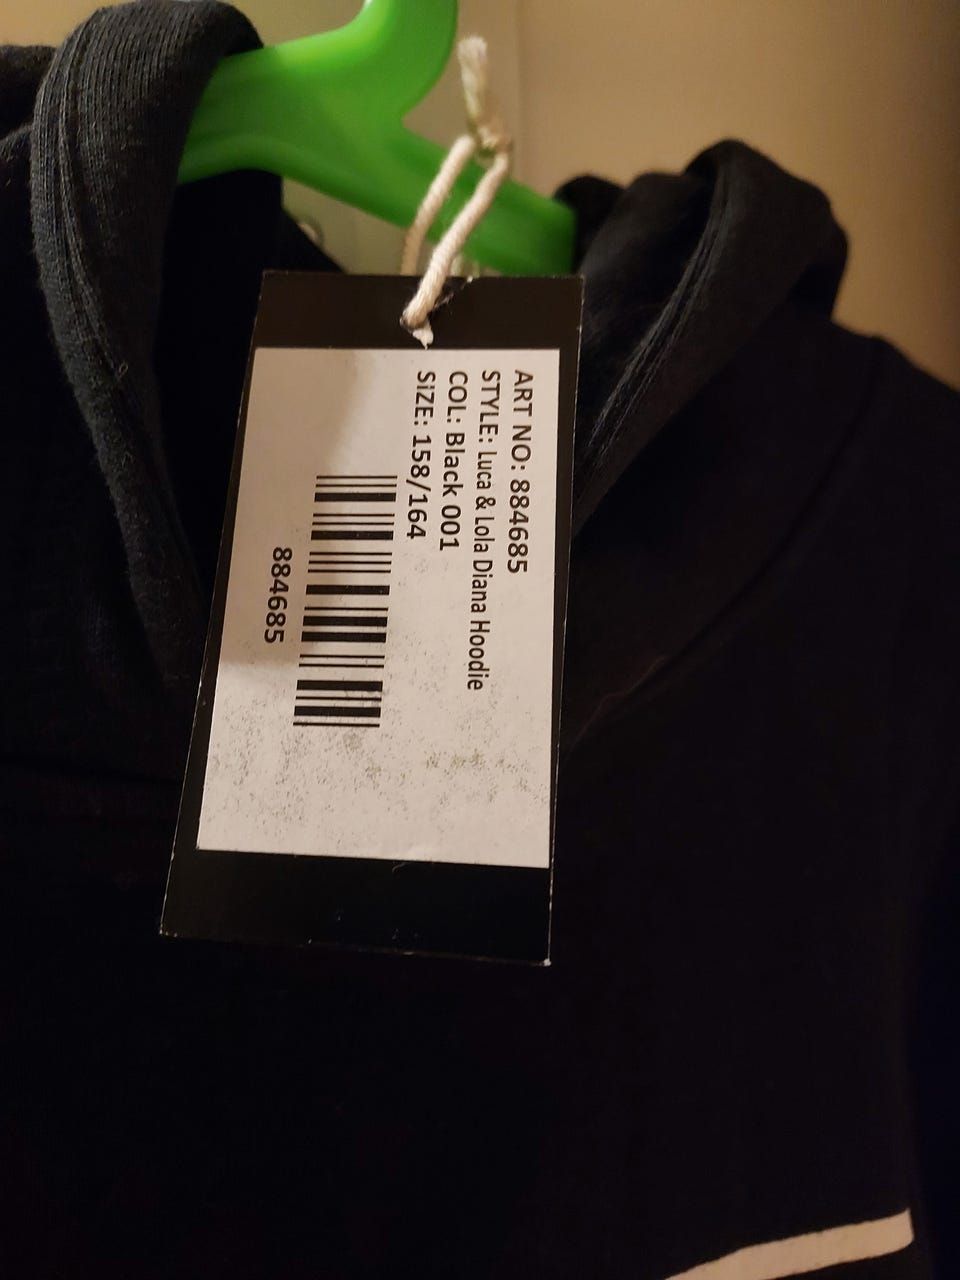 ART NO: 884685
STYLE: Luca & Lola Diana Hoodie
COL: Black 001
SIZE: 158/164
884685